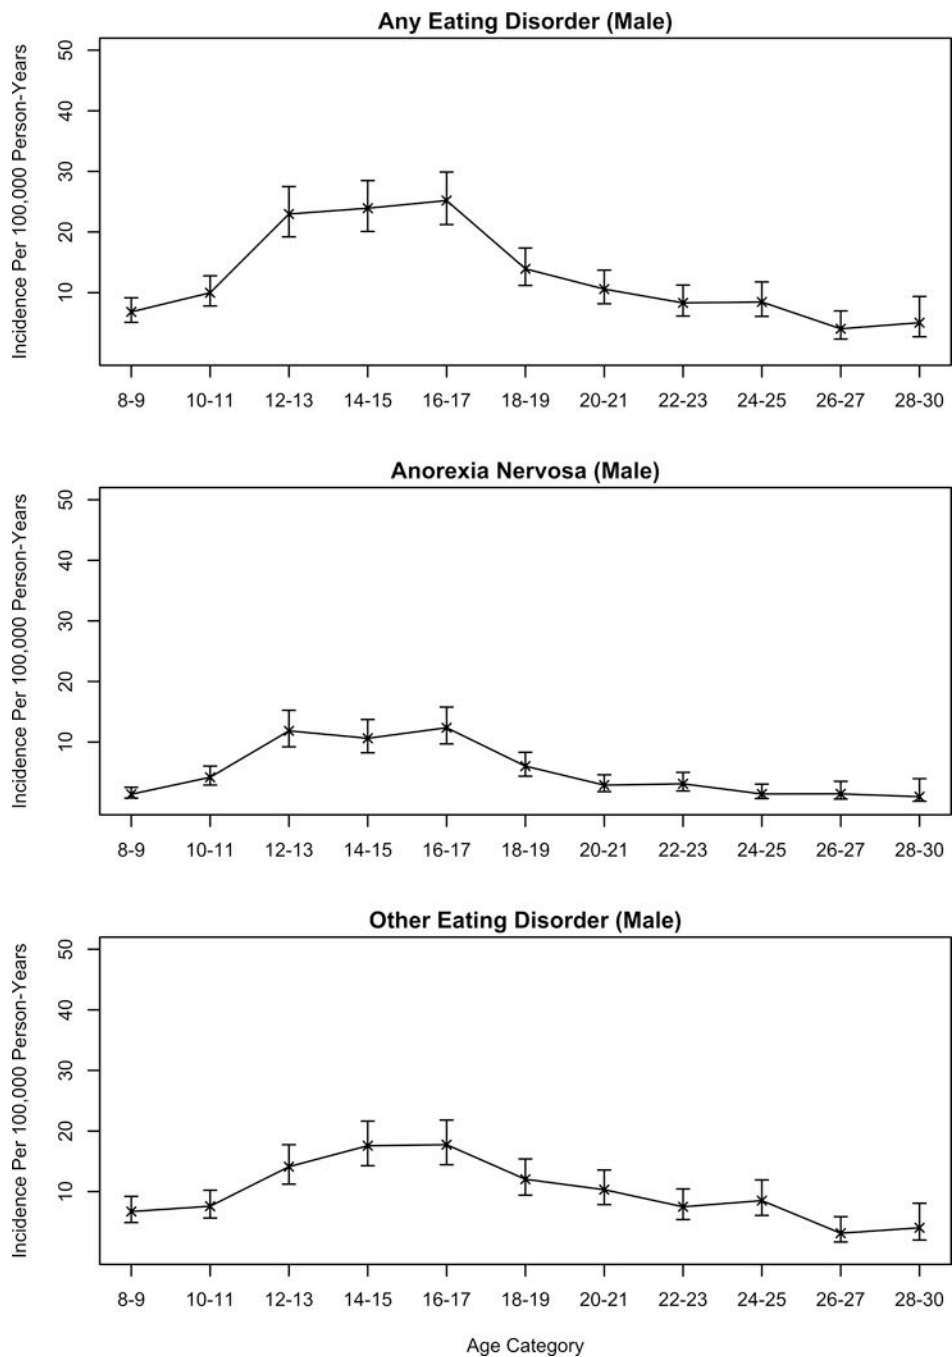 Any Eating Disorder (Male)
Incidence Per 100,000 Person-Years
50
40
30
20
10
8-9 10-11 12-13 14-15 16-17 18-19 20-21 22-23 24-25 26-27 28-30
Anorexia Nervosa (Male)
Incidence Per 100,000 Person-Years
50
40
30
20
10
8-9 10-11 12-13 14-15 16-17 18-19 20-21 22-23 24-25 26-27 28-30
Other Eating Disorder (Male)
Incidence Per 100,000 Person-Years
50
40
30
20
10
8-9 10-11 12-13 14-15 16-17 18-19 20-21 22-23 24-25 26-27 28-30
Age Category